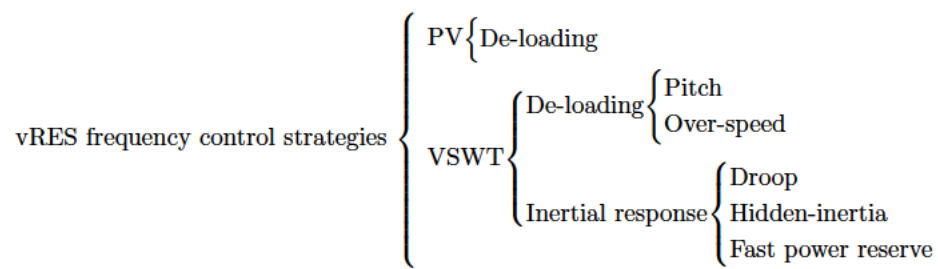 vRES frequency control strategies
PV
De-loading
VSWT
De-loading
Pitch
Over-speed
Inertial response
Droop
Hidden-inertia
Fast power reserve